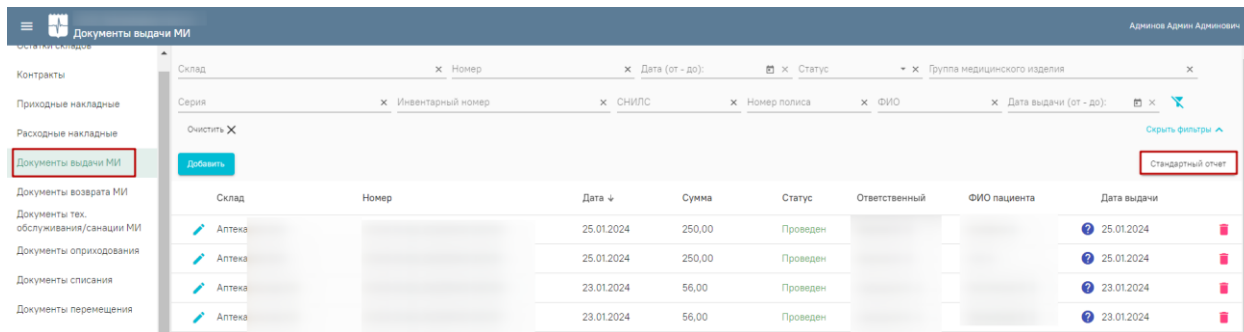 Документы выдачи МИ
Админов Админ Админович
Остатки складов
Контракты
Приходные накладные
Расходные накладные
Документы выдачи МИ
Документы возврата МИ
Документы тех.
обслуживания/санации МИ
Документы оприходования
Документы списания
Документы перемещения
Склад Номер Дата (от - до): Статус Группа медицинского изделия
Серия Инвентарный номер СНИЛС Номер полиса ФИО Дата выдачи (от - до):
Очистить Скрыть фильтры
Добавить Стандартный отчет
Склад Номер Дата ↓ Сумма Статус Ответственный ФИО пациента Дата выдачи
Аптека 25.01.2024 250,00 Проведен 25.01.2024
Аптека 25.01.2024 250,00 Проведен 25.01.2024
Аптека 23.01.2024 56,00 Проведен 23.01.2024
Аптека 23.01.2024 56,00 Проведен 23.01.2024